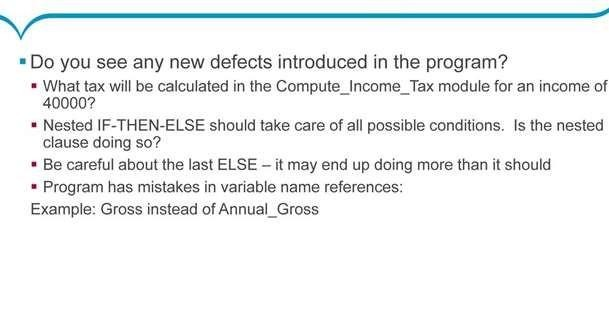 Do you see any new defects introduced in the program?
What tax will be calculated in the Compute_Income_Tax module for an income of
40000?
Nested IF-THEN-ELSE should take care of all possible conditions.  Is the nested
clause doing so?
Be careful about the last ELSE – it may end up doing more than it should
Program has mistakes in variable name references:
Example: Gross instead of Annual_Gross